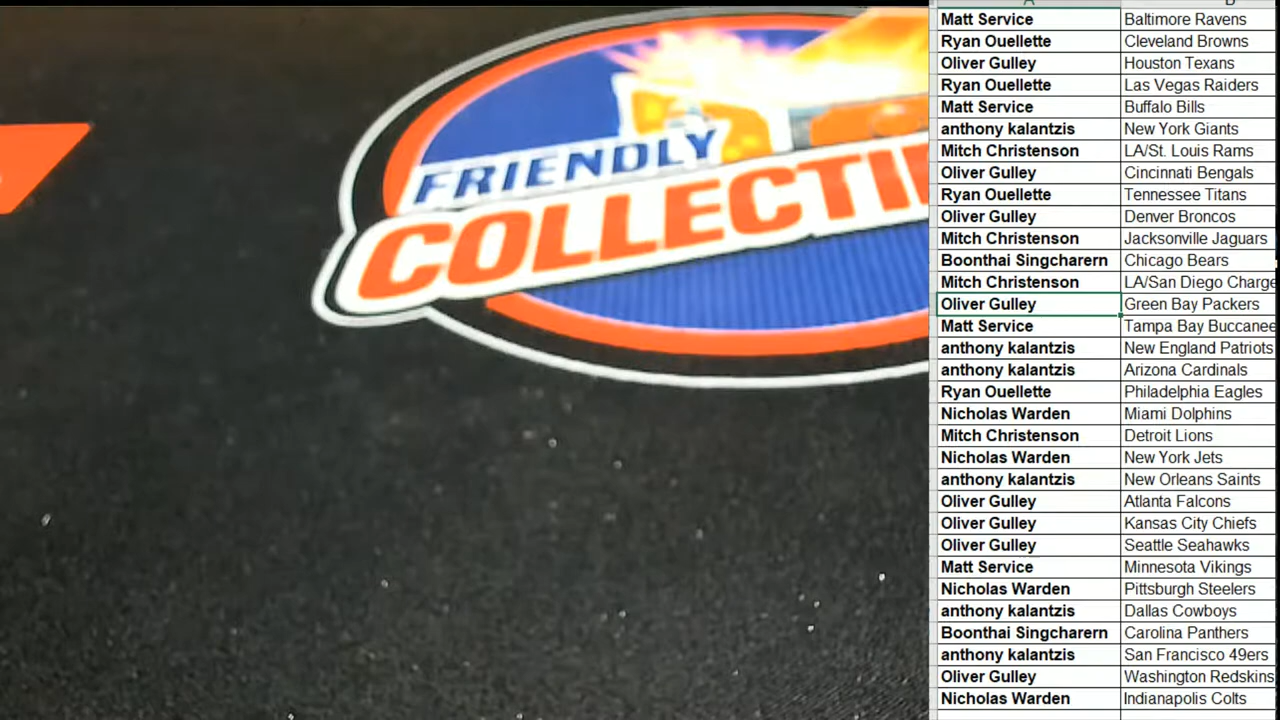 FRIENDLY
COLLECTI
Matt Service Baltimore Ravens
Ryan Ouellette Cleveland Browns
Oliver Gulley Houston Texans
Ryan Ouellette Las Vegas Raiders
Matt Service Buffalo Bills
anthony kalantzis New York Giants
Mitch Christenson LA/St. Louis Rams
Oliver Gulley Cincinnati Bengals
Ryan Ouellette Tennessee Titans
Oliver Gulley Denver Broncos
Mitch Christenson Jacksonville Jaguars
Boonthai Singcharern Chicago Bears
Mitch Christenson LA/San Diego Charge
Oliver Gulley Green Bay Packers
Matt Service Tampa Bay Buccanee
anthony kalantzis New England Patriots
anthony kalantzis Arizona Cardinals
Ryan Ouellette Philadelphia Eagles
Nicholas Warden Miami Dolphins
Mitch Christenson Detroit Lions
Nicholas Warden New York Jets
anthony kalantzis New Orleans Saints
Oliver Gulley Atlanta Falcons
Oliver Gulley Kansas City Chiefs
Oliver Gulley Seattle Seahawks
Matt Service Minnesota Vikings
Nicholas Warden Pittsburgh Steelers
anthony kalantzis Dallas Cowboys
Boonthai Singcharern Carolina Panthers
anthony kalantzis San Francisco 49ers
Oliver Gulley Washington Redskins
Nicholas Warden Indianapolis Colts